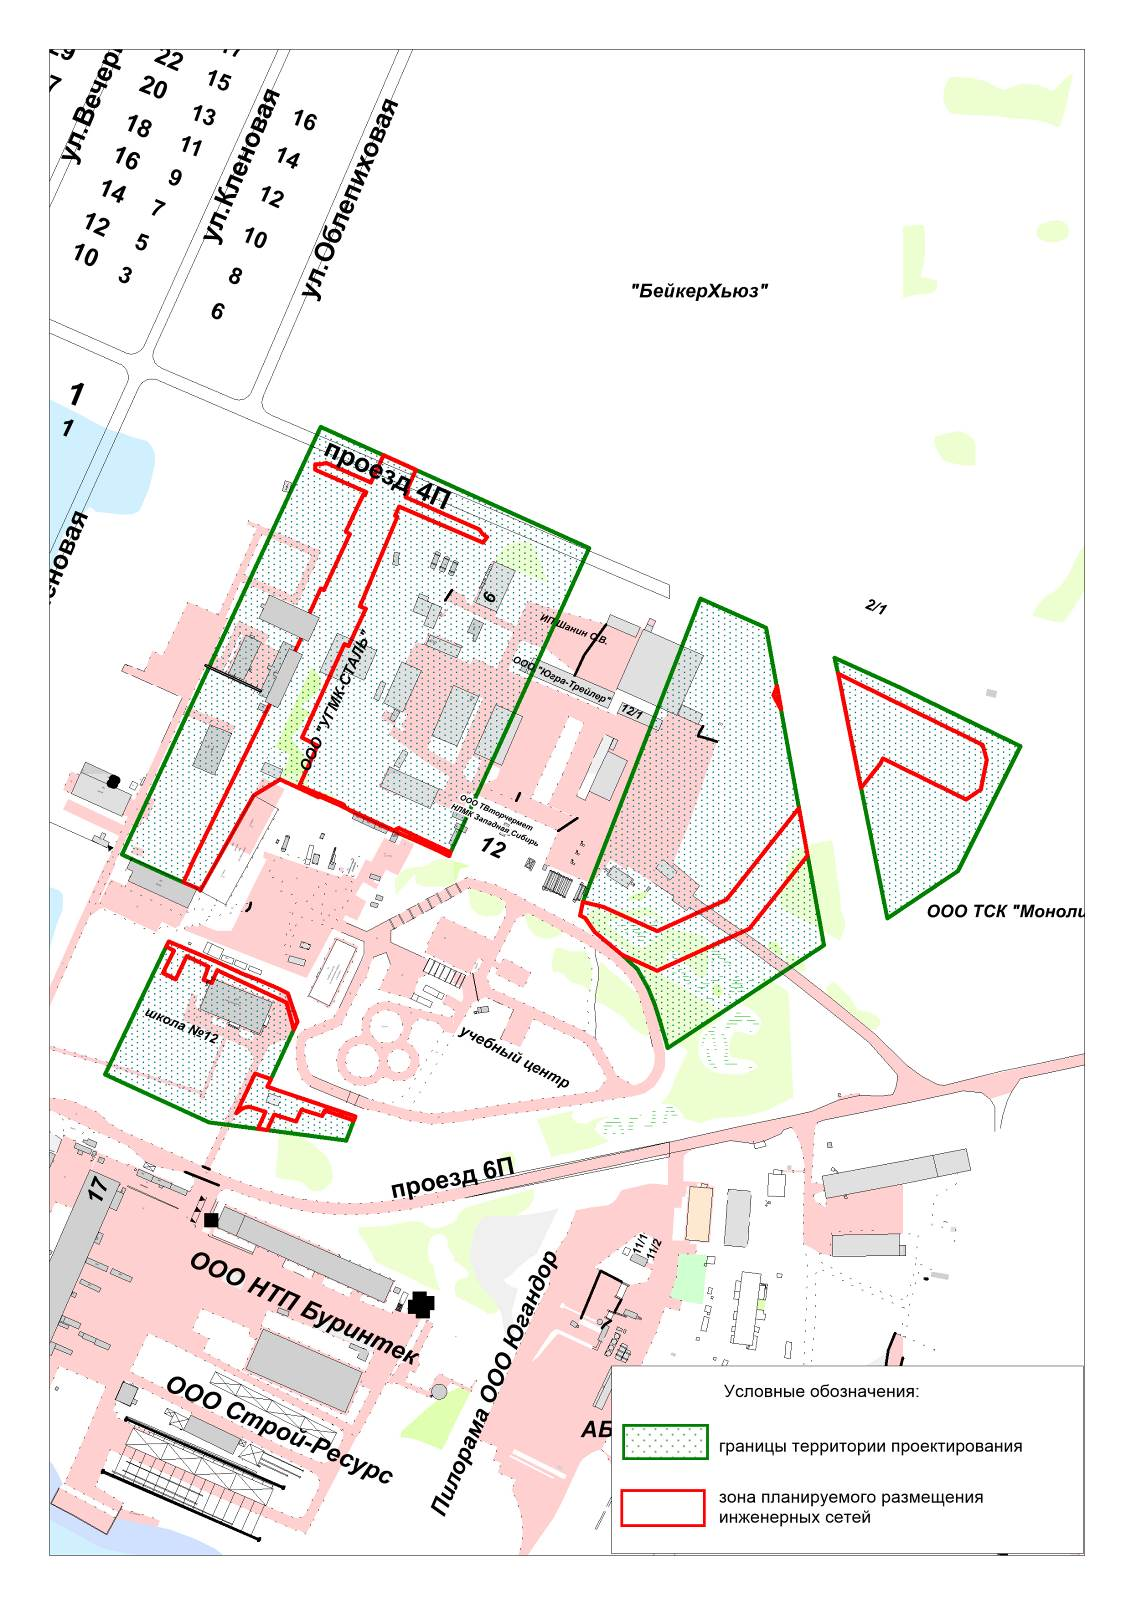 22
15
20
13
18
11
16
9
14
7
12
5
10
3
ул.Кленовая
16
14
12
10
8
6
ул.Облепиховая
"БейкерХьюз"
1
1
проезд 4П
6
ООО "УГМК-СТАЛЬ"
ИП Шанин С.В.
ООО "Югра-Трейлер"
12/1
2/1
ООО ТВторчермет
НЛМК Западная Сибирь
12
ООО ТСК "Моноли
школа №12
учебный центр
проезд 6П
17
ООО НТП Буринтек
ООО Строй-Ресурс
Пилорама ООО Югандор
11/1
11/2
7
АБ
Условные обозначения:
границы территории проектирования
зона планируемого размещения
инженерных сетей